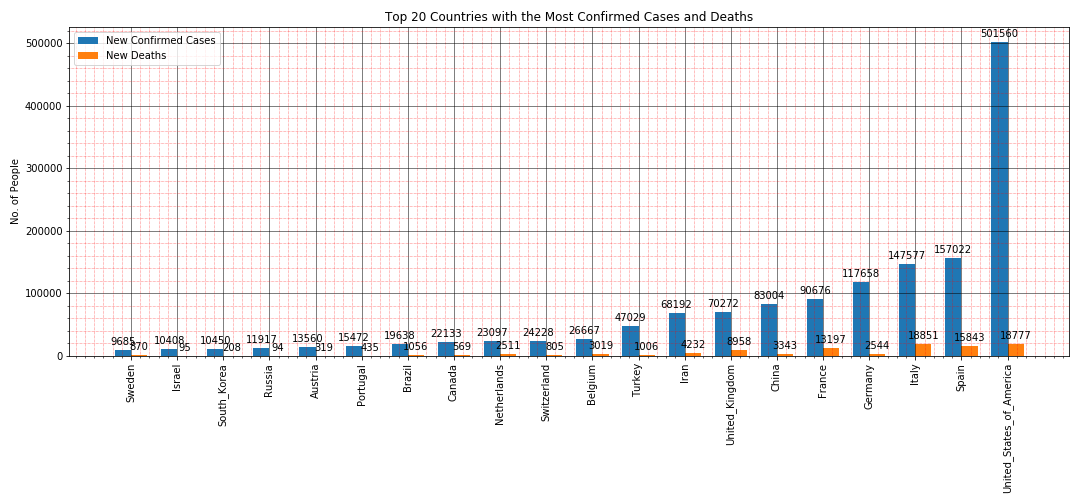 Top 20 Countries with the Most Confirmed Cases and Deaths
New Confirmed Cases
New Deaths
No. of People
500000
400000
300000
200000
100000
0
9685
870
10408
95
10450
208
11917
94
13560
319
15472
435
19638
1056
22133
569
23097
2511
24228
805
26667
3019
47029
1006
68192
4232
70272
8958
83004
3343
90676
13197
117658
2544
147577
18851
157022
15843
501560
18777
Sweden
Israel
South_Korea
Russia
Austria
Portugal
Brazil
Canada
Netherlands
Switzerland
Belgium
Turkey
Iran
United_Kingdom
China
France
Germany
Italy
Spain
United_States_of_America